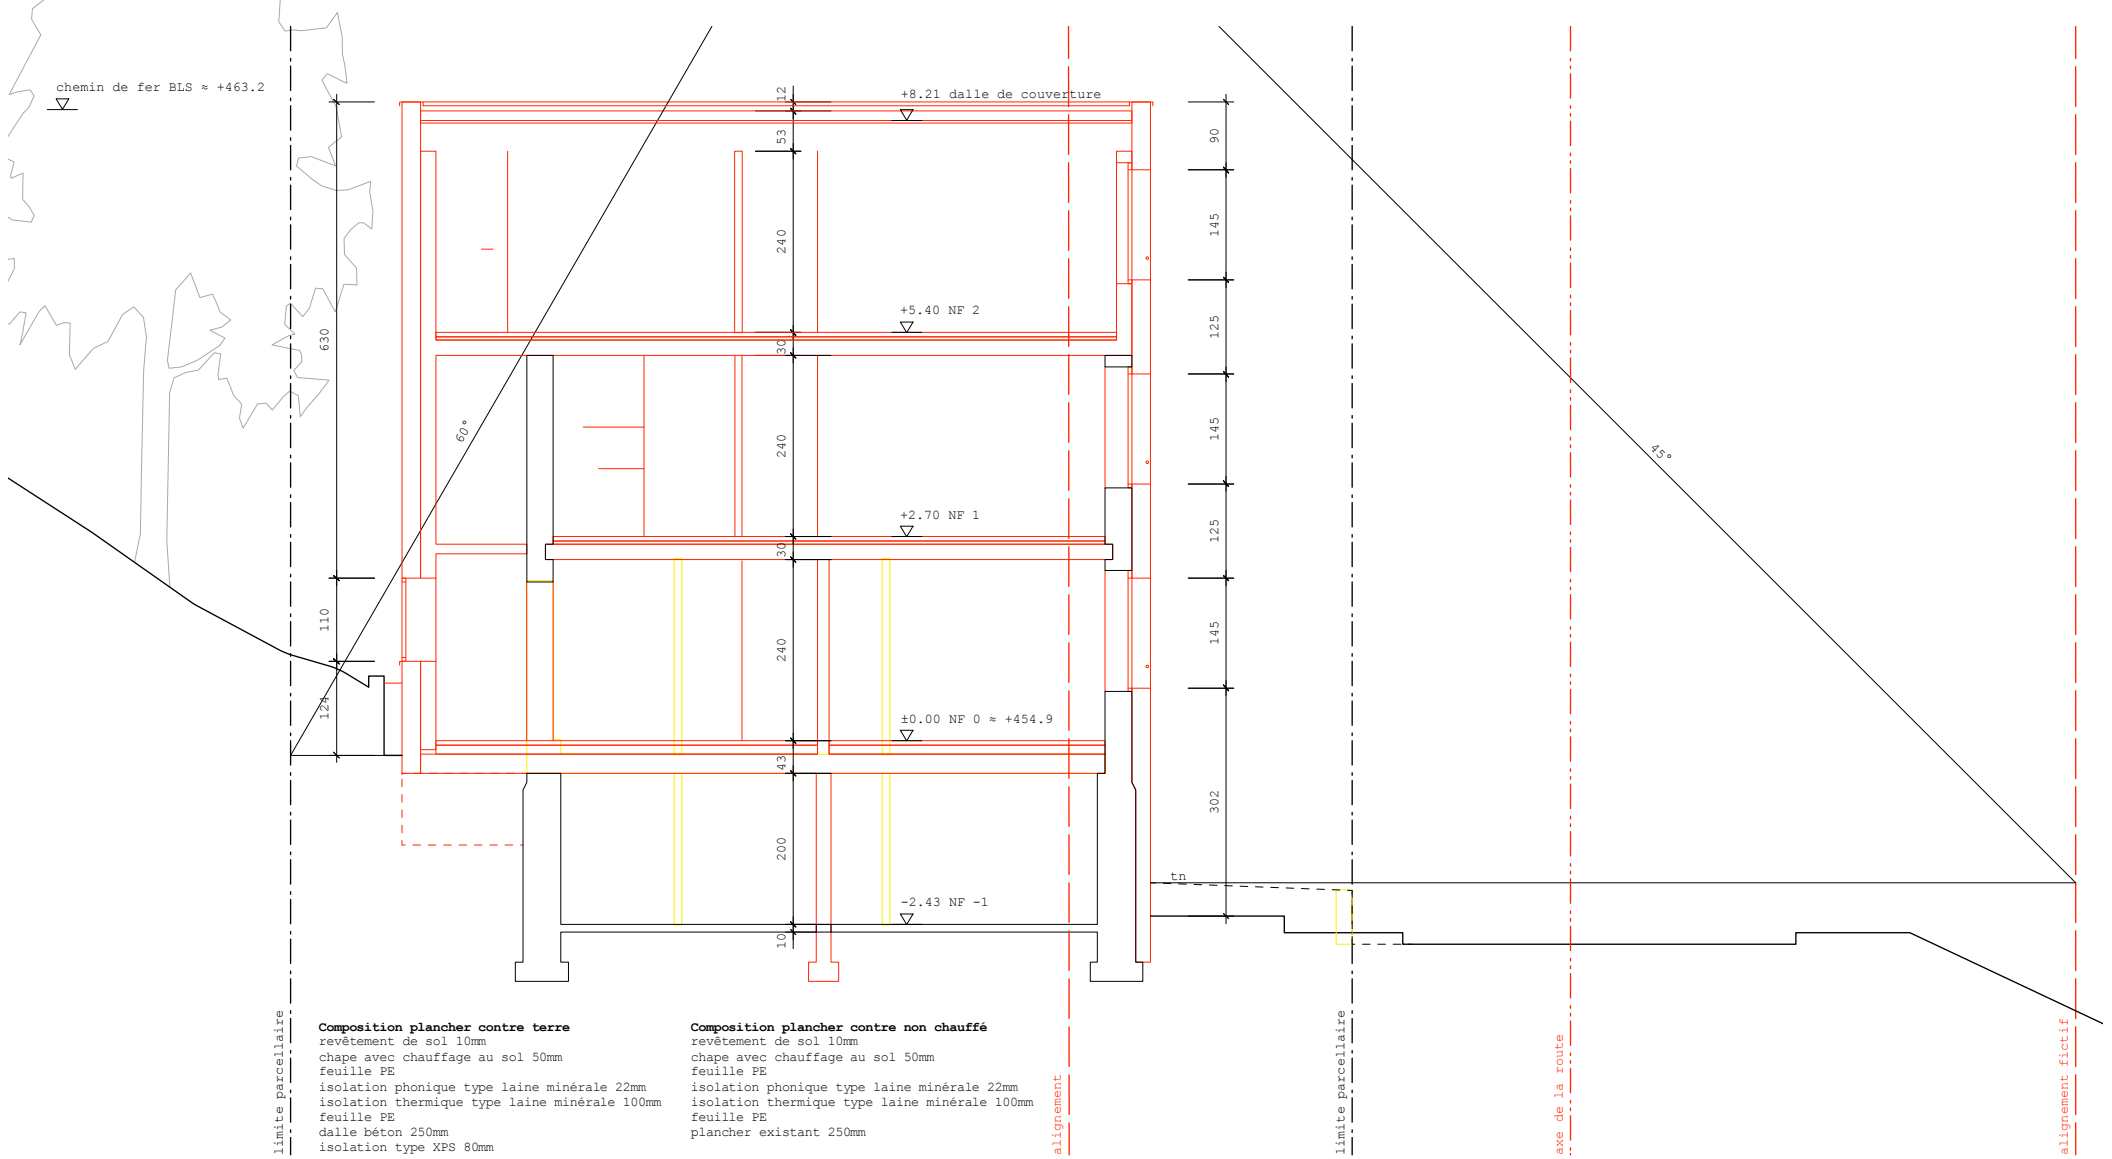 chemin de fer BLS ≈ +463.2
12
+8.21 dalle de couverture
53
90
145
240
125
+5.40 NF 2
630
30
60°
240
145
45°
+2.70 NF 1
125
30
110
240
145
124
±0.00 NF 0 ≈ +454.9
43
302
200
tn
-2.43 NF -1
10
limite parcellaire
Composition plancher contre terre
revêtement de sol 10mm
chape avec chauffage au sol 50mm
feuille PE
isolation phonique type laine minérale 22mm
isolation thermique type laine minérale 100mm
feuille PE
dalle béton 250mm
isolation type XPS 80mm
Composition plancher contre non chauffé
revêtement de sol 10mm
chape avec chauffage au sol 50mm
feuille PE
isolation phonique type laine minérale 22mm
isolation thermique type laine minérale 100mm
feuille PE
plancher existant 250mm
alignement
limite parcellaire
axe de la route
alignement fictif